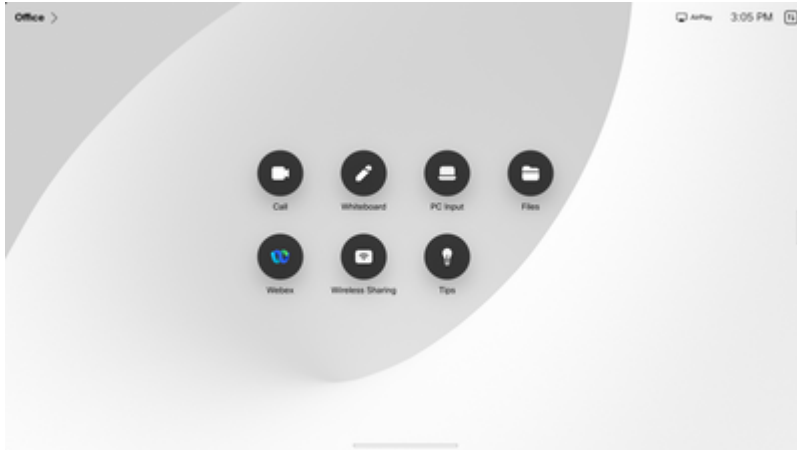 Office
AirPlay 3:05 PM
Call Whiteboard PC Input Files
Webex Wireless Sharing Tips